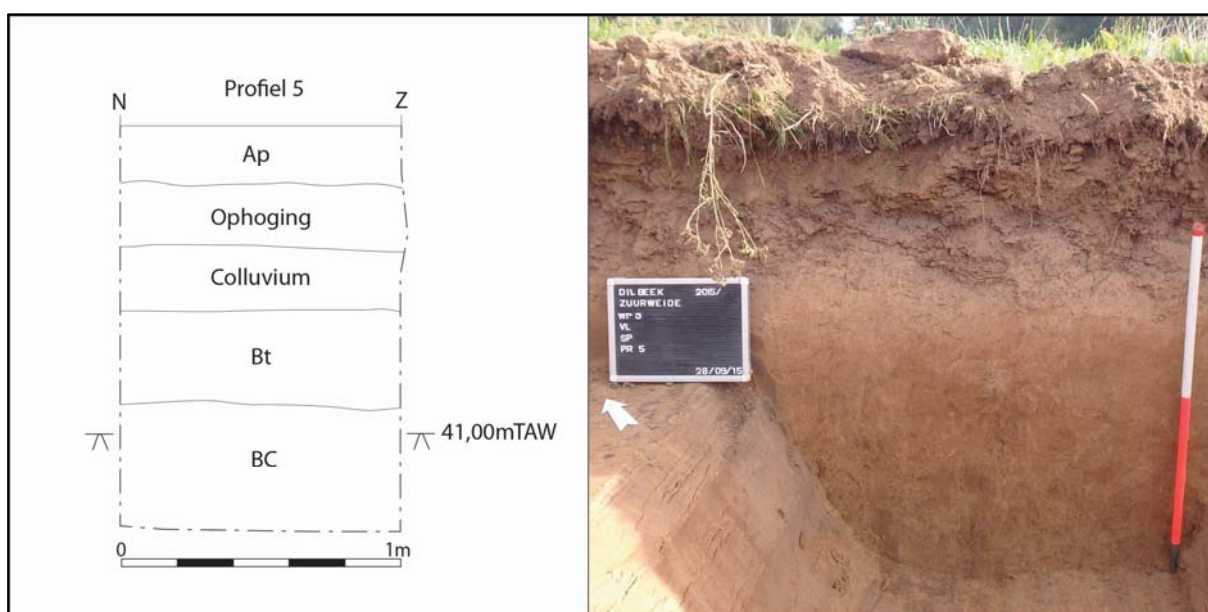 Profiel 5
N Z
Ap
Ophoging
Colluvium
Bt
41,00mTAW
BC
0 1m
DILBEEK 2015/
ZUURWEIDE
WP 3
VL
SP
PR 5
28/09/15